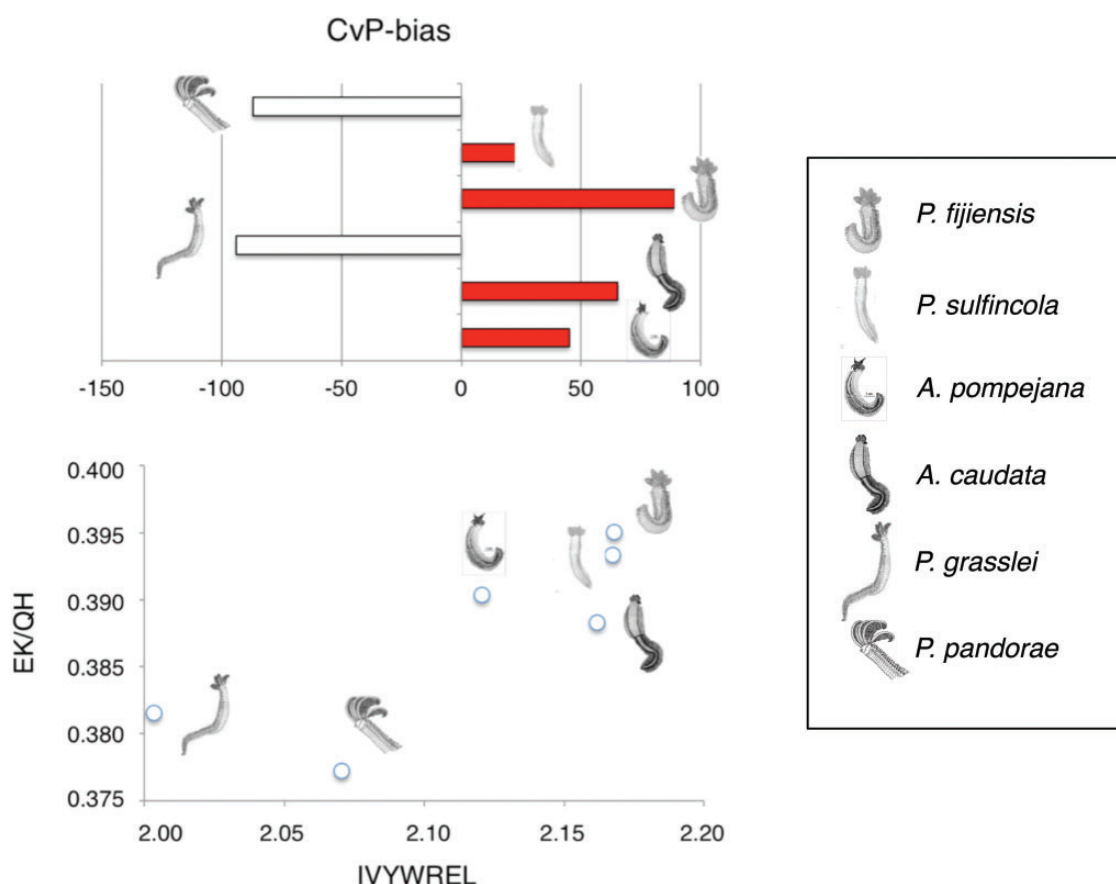 CvP-bias
-150 -100 -50 0 50 100
0.400
0.395
0.390
0.385
0.380
0.375
EK/QH
2.00 2.05 2.10 2.15 2.20
IVYWREL
P. fijiensis
P. sulfincola
A. pompejana
A. caudata
P. grasslei
P. pandorae